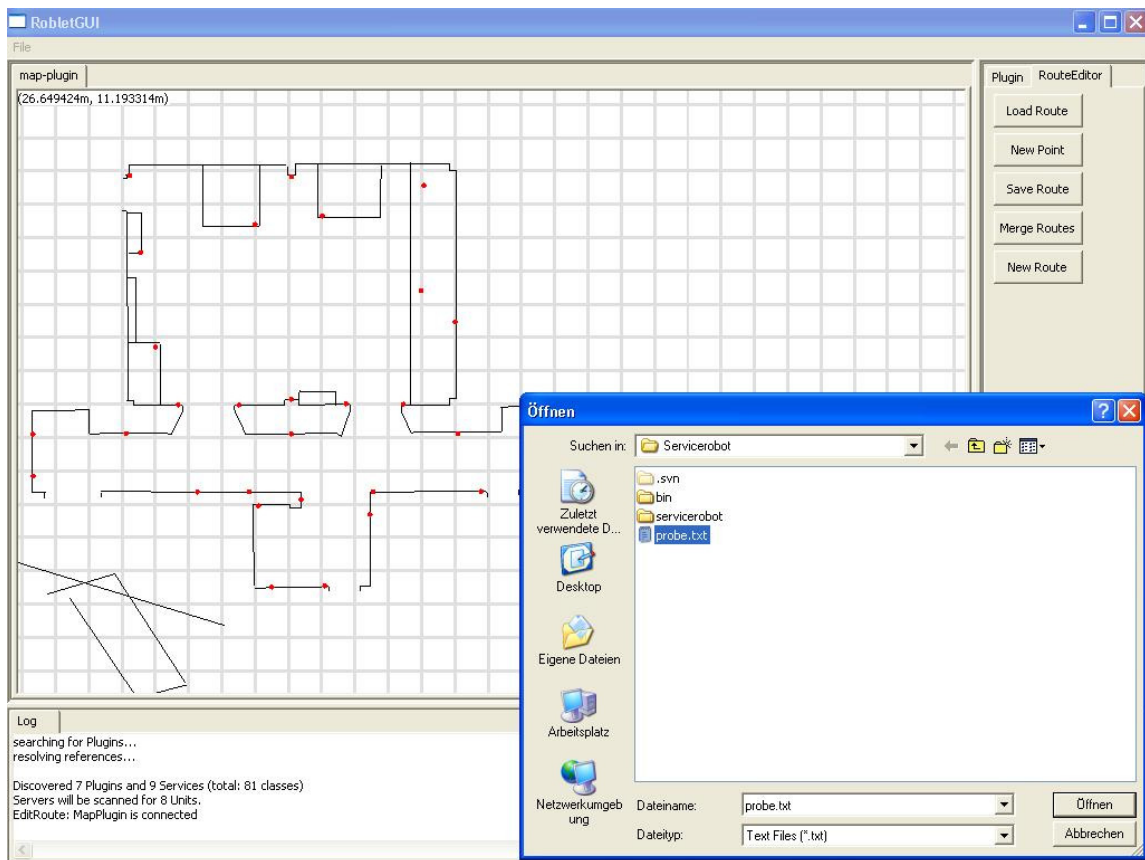 RobletGUI
File
map-plugin
(26.649424m, 11.193314m)
Plugin
RouteEditor
Load Route
New Point
Save Route
Merge Routes
New Route
Öffnen
Suchen in:
Servicerobot
.svn
bin
servicerobot
probe.txt
Zuletzt
verwendete D...
Desktop
Eigene Dateien
Arbeitsplatz
Netzwerkumgeb
ung
Dateiname:
probe.txt
Öffnen
Dateityp:
Text Files (*.txt)
Abbrechen
Log
searching for Plugins...
resolving references...
Discovered 7 Plugins and 9 Services (total: 81 classes)
Servers will be scanned for 8 Units.
EditRoute: MapPlugin is connected